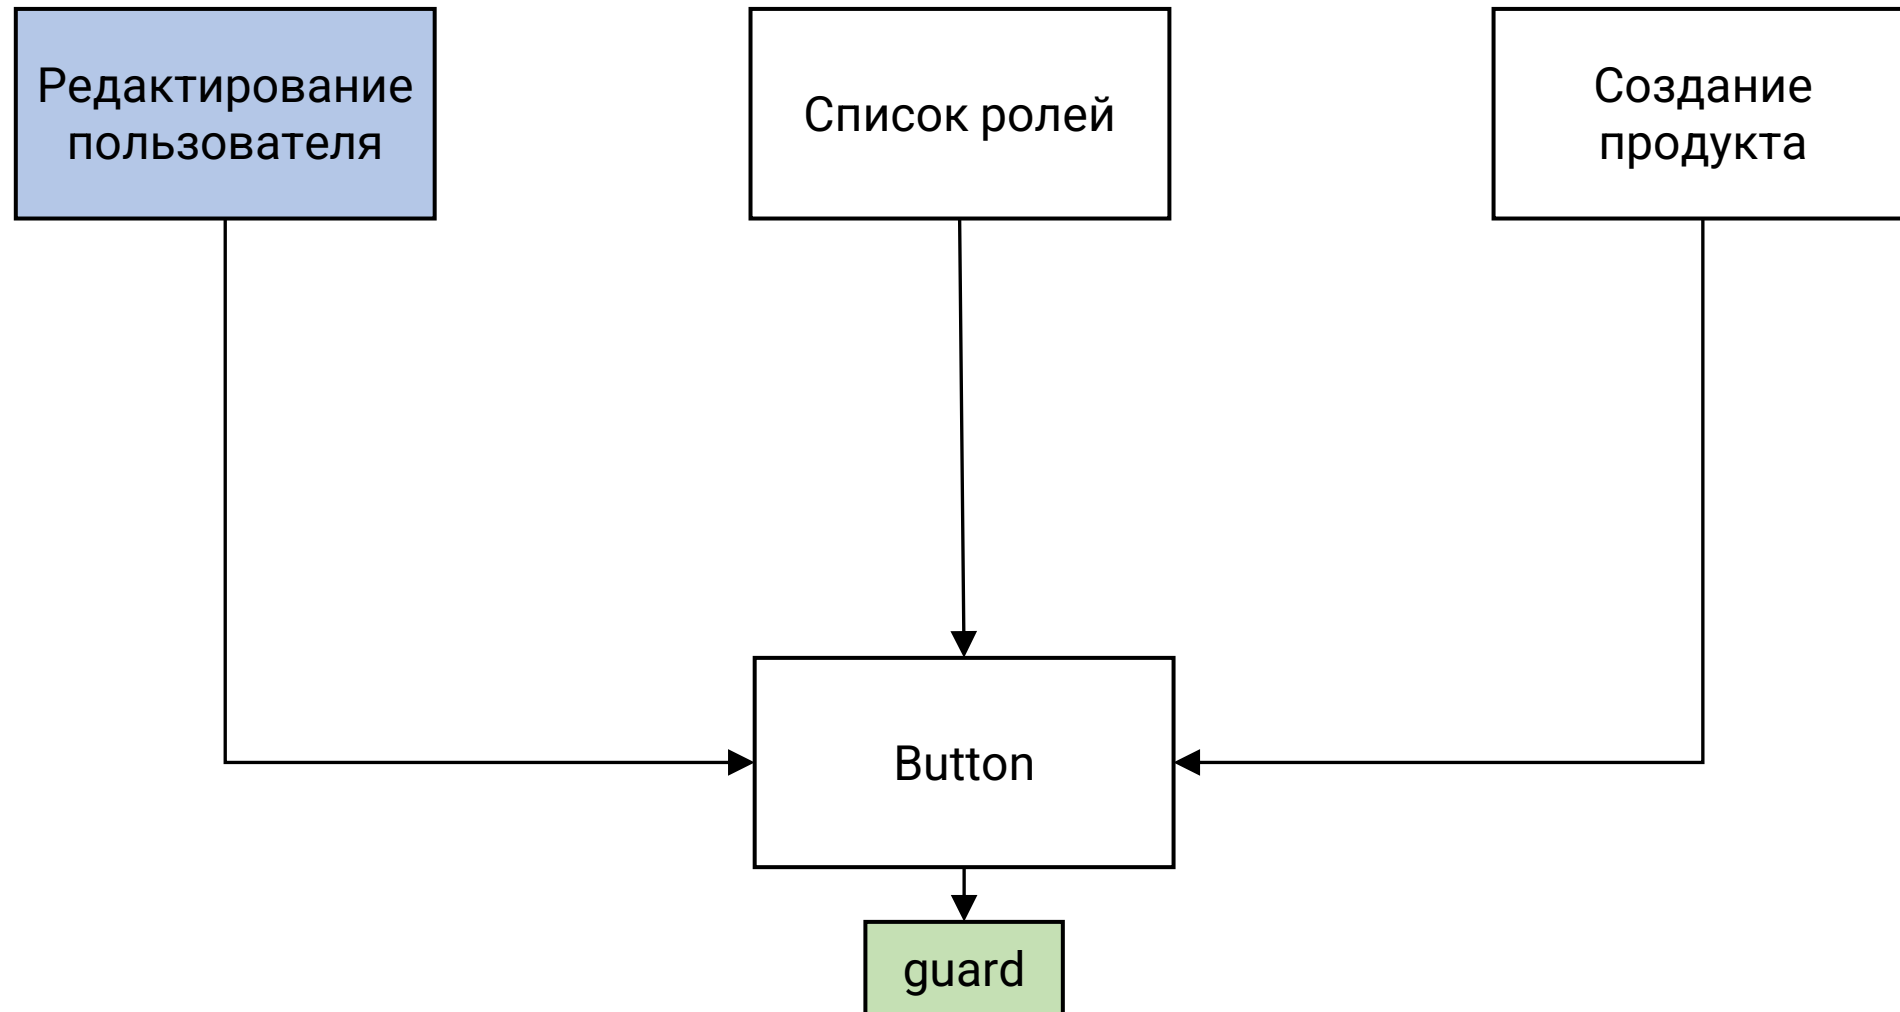 Редактирование
пользователя
Список ролей
Создание
продукта
Button
guard